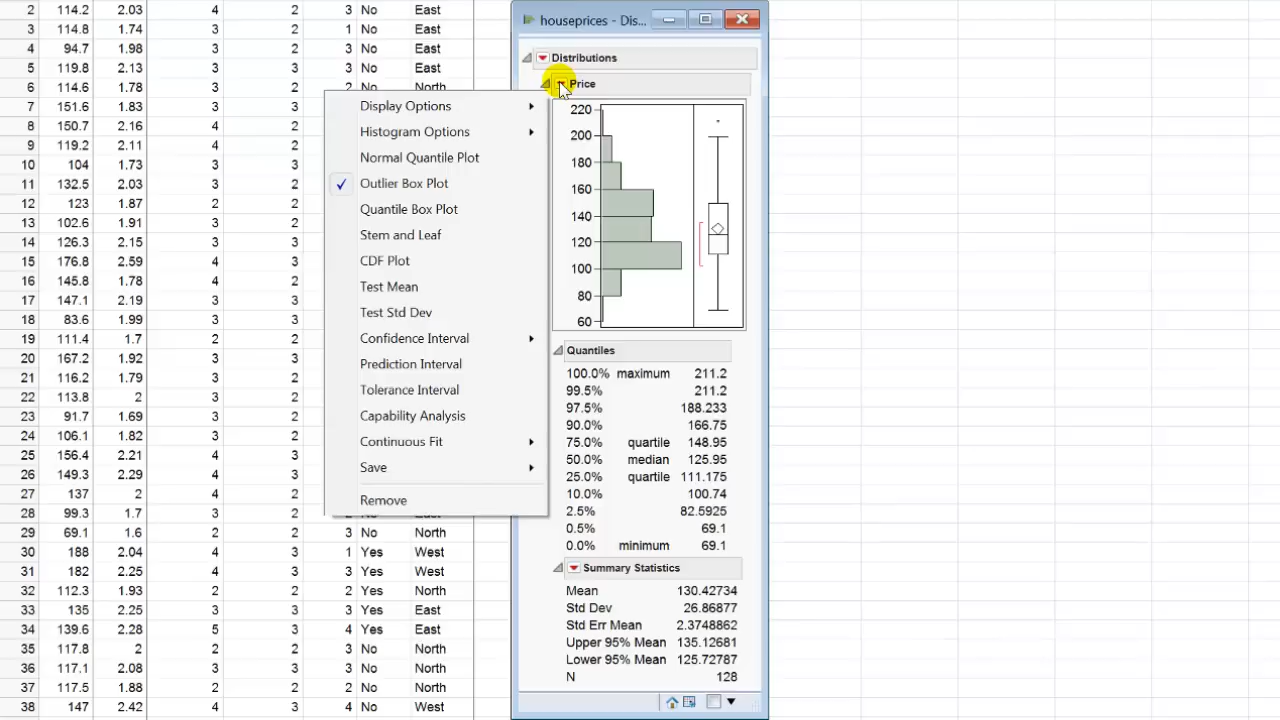 2 114.2 2.03 4 2 3 No East
3 114.8 1.74 3 2 1 No East
4 94.7 1.98 3 2 3 No East
5 119.8 2.13 3 3 3 No East
6 114.6 1.78 3 2 2 No North
7 151.6 1.83 3 3
8 150.7 2.16 4 2
9 119.2 2.11 4 2
10 104 1.73 3 3
11 132.5 2.03 3 2
12 123 1.87 2 2
13 102.6 1.91 3 2
14 126.3 2.15 3 3
15 176.8 2.59 4 3
16 145.8 1.78 4 2
17 147.1 2.19 3 3
18 83.6 1.99 3 3
19 111.4 1.7 2 2
20 167.2 1.92 3 3
21 116.2 1.79 3 2
22 113.8 2 3 2
23 91.7 1.69 3 2
24 106.1 1.82 3 2
25 156.4 2.21 4 3
26 149.3 2.29 4 3
27 137 2 4 2
28 99.3 1.7 3 2 2 No East
29 69.1 1.6 2 2 3 No North
30 188 2.04 4 3 1 Yes West
31 182 2.25 4 3 3 Yes West
32 112.3 1.93 2 2 2 Yes North
33 135 2.25 3 3 3 Yes East
34 139.6 2.28 5 3 4 Yes East
35 117.8 2 2 2 3 No North
36 117.1 2.08 3 3 3 No North
37 117.5 1.88 2 2 2 No North
38 147 2.42 4 3 4 No West
Display Options
Histogram Options
Normal Quantile Plot
Outlier Box Plot
Quantile Box Plot
Stem and Leaf
CDF Plot
Test Mean
Test Std Dev
Confidence Interval
Prediction Interval
Tolerance Interval
Capability Analysis
Continuous Fit
Save
Remove
houseprices - Dis...
Distributions
Price
220
200
180
160
140
120
100
80
60
Quantiles
100.0% maximum 211.2
99.5% 211.2
97.5% 188.233
90.0% 166.75
75.0% quartile 148.95
50.0% median 125.95
25.0% quartile 111.175
10.0% 100.74
2.5% 82.5925
0.5% 69.1
0.0% minimum 69.1
Summary Statistics
Mean 130.42734
Std Dev 26.86877
Std Err Mean 2.3748862
Upper 95% Mean 135.12681
Lower 95% Mean 125.72787
N 128